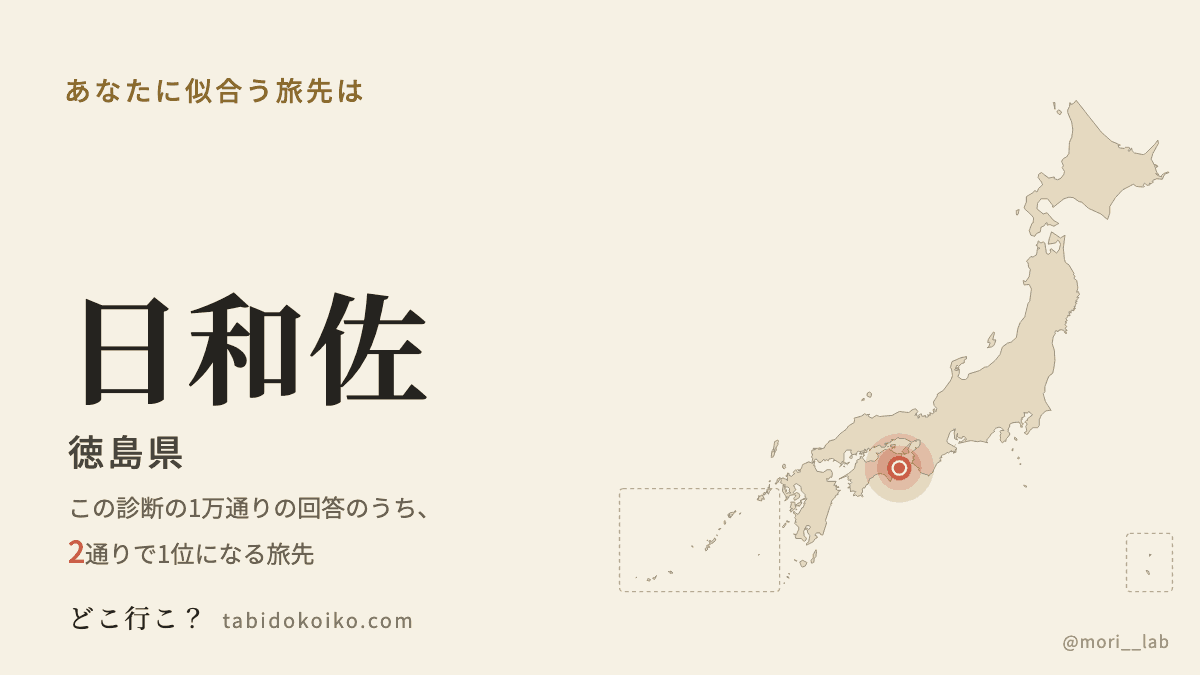 あなたに似合う旅先は
日和佐
徳島県
この診断の1万通りの回答のうち、
2通りで1位になる旅先
どこ行こ？ tabidokoiko.com
@mori__lab